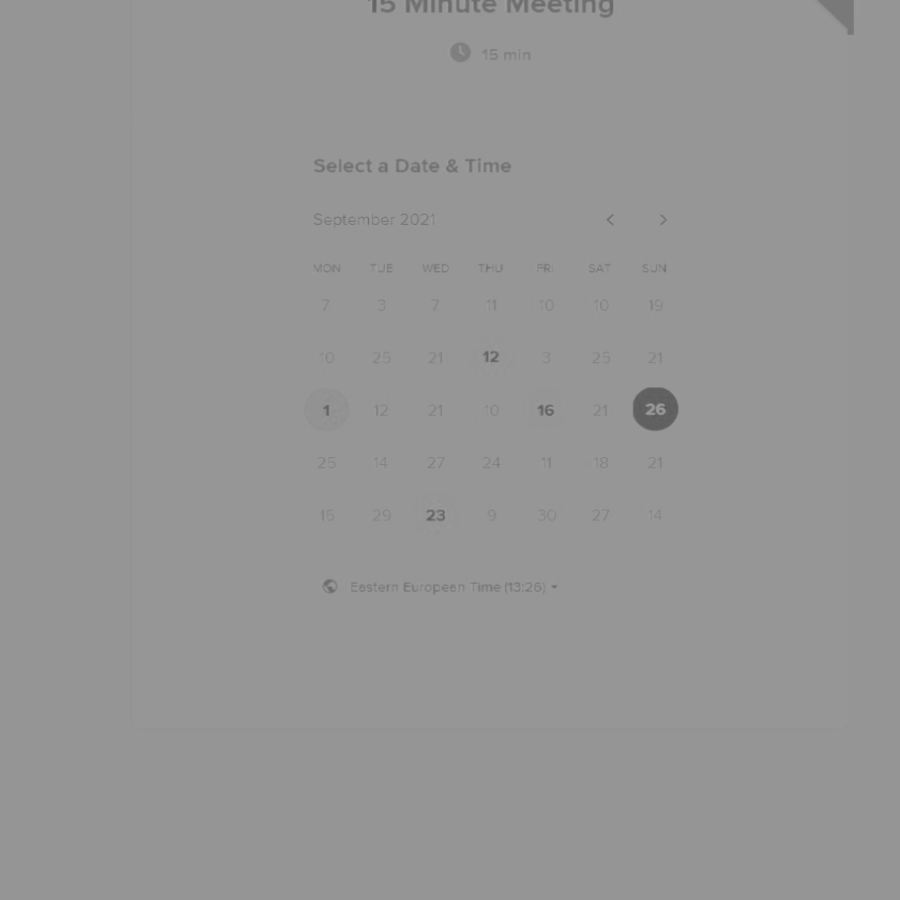 15 Minute Meeting
15 min
Select a Date & Time
September 2021
MON TUE WED THU FRI SAT SUN
7 3 7 11 10 10 19
10 25 21 12 3 25 21
1 12 21 10 16 21 26
25 14 27 24 11 18 21
15 29 23 9 30 27 14
Eastern European Time (13:26)